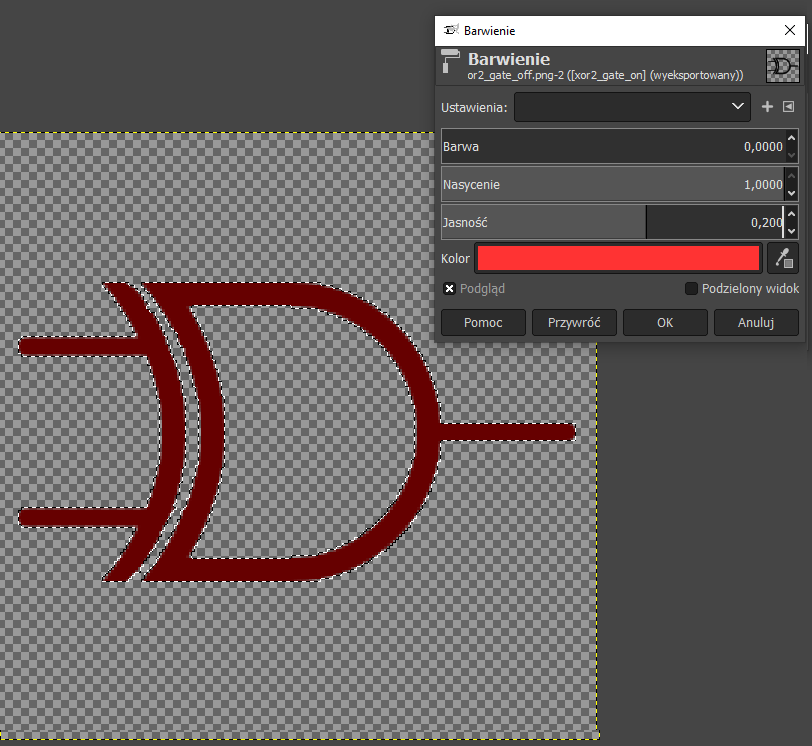 Barwienie
Barwienie
or2_gate_off.png-2 ([xor2_gate_on] (wyeksportowany))
Ustawienia:
Barwa 0,0000
Nasycenie 1,0000
Jasność 0,200
Kolor
Podgląd Podzielony widok
Pomoc Przywróć OK Anuluj